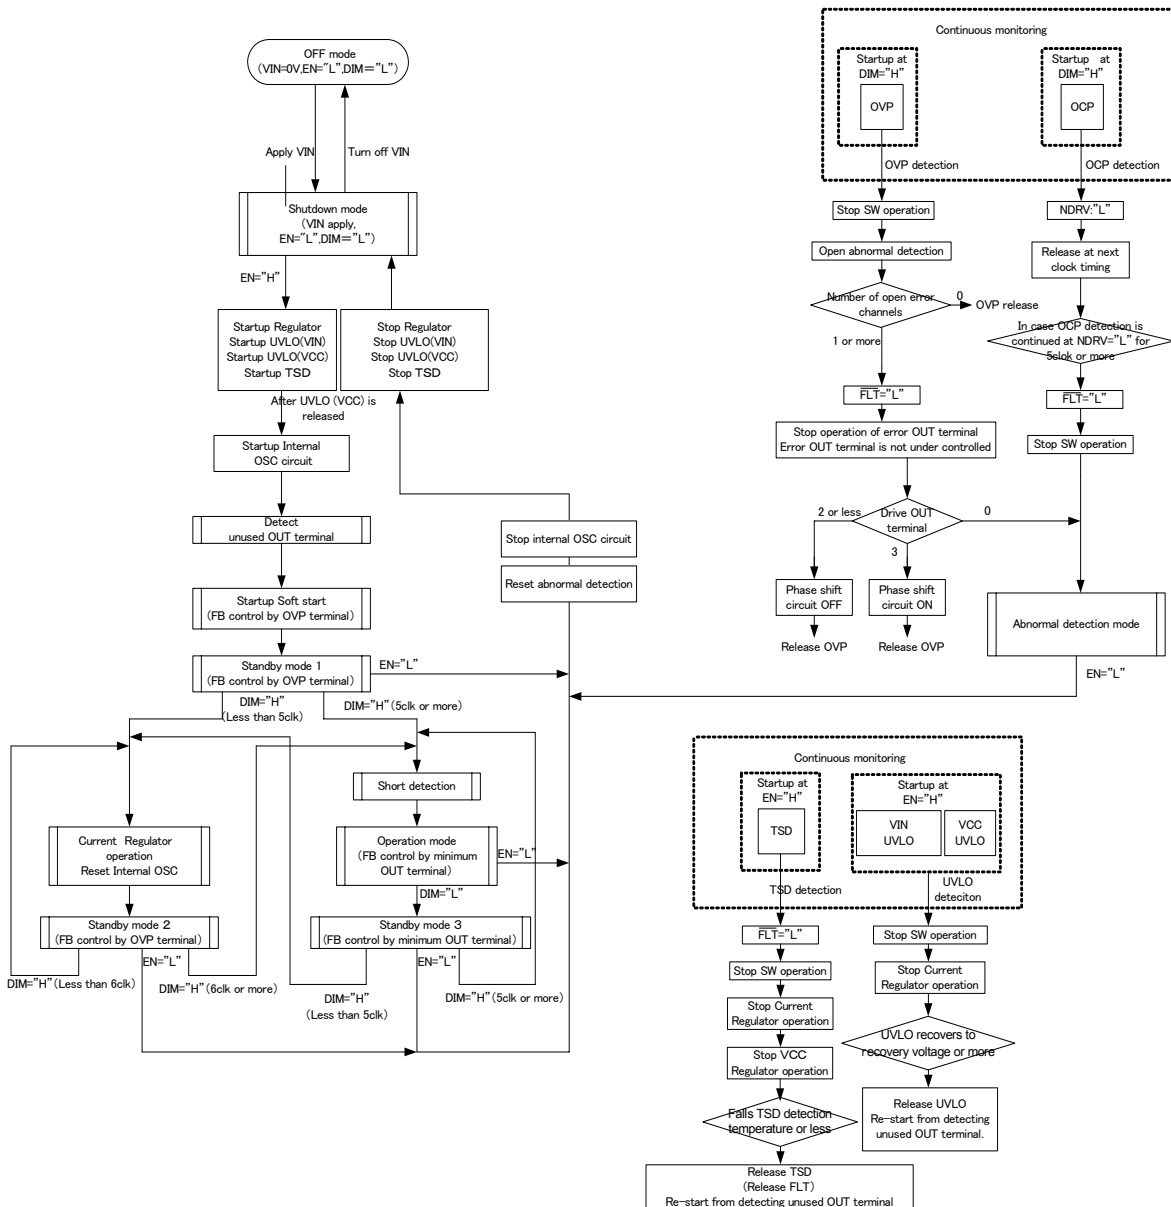 OFF mode
(VIN=0V,EN="L",DIM="L")
Apply VIN
Turn off VIN
Shutdown mode
(VIN apply,
EN="L",DIM="L")
EN="H"
Startup Regulator
Startup UVLO(VIN)
Startup UVLO(VCC)
Startup TSD
Stop Regulator
Stop UVLO(VIN)
Stop UVLO(VCC)
Stop TSD
After UVLO (VCC) is
released
Startup Internal
OSC circuit
Detect
unused OUT terminal
Stop internal OSC circuit
Reset abnormal detection
Startup Soft start
(FB control by OVP terminal)
Standby mode 1
(FB control by OVP terminal)
EN="L"
DIM="H"
(Less than 5clk)
DIM="H"(5clk or more)
Short detection
Current Regulator
operation
Reset Internal OSC
Operation mode
(FB control by minimum
OUT terminal)
EN="L"
DIM="L"
Standby mode 2
(FB control by OVP terminal)
Standby mode 3
(FB control by minimum OUT terminal)
EN="L"
EN="L"
DIM="H"(Less than 6clk)
DIM="H"(6clk or more)
DIM="H"
(Less than 5clk)
DIM="H"(5clk or more)
Continuous monitoring
Startup at
DIM="H"
OVP
Startup at
DIM="H"
OCP
OVP detection
OCP detection
Stop SW operation
NDRV:"L"
Open abnormal detection
Release at next
clock timing
Number of open error
channels
0
OVP release
1 or more
In case OCP detection is
continued at NDRV="L" for
5clok or more
FLT="L"
FLT="L"
Stop operation of error OUT terminal
Error OUT terminal is not under controlled
Stop SW operation
2 or less
Drive OUT
terminal
0
3
Phase shift
circuit OFF
Phase shift
circuit ON
Release OVP
Release OVP
Abnormal detection mode
EN="L"
Continuous monitoring
Startup at
EN="H"
TSD
Startup at
EN="H"
VIN
UVLO
VCC
UVLO
TSD detection
UVLO
deteciton
FLT="L"
Stop SW operation
Stop SW operation
Stop Current
Regulator operation
Stop Current
Regulator operation
Stop VCC
Regulator operation
UVLO recovers to
recovery voltage or more
Falls TSD detection
temperature or less
Release UVLO
Re-start from detecting
unused OUT terminal.
Release TSD
(Release FLT)
Re-start from detecting unused OUT terminal